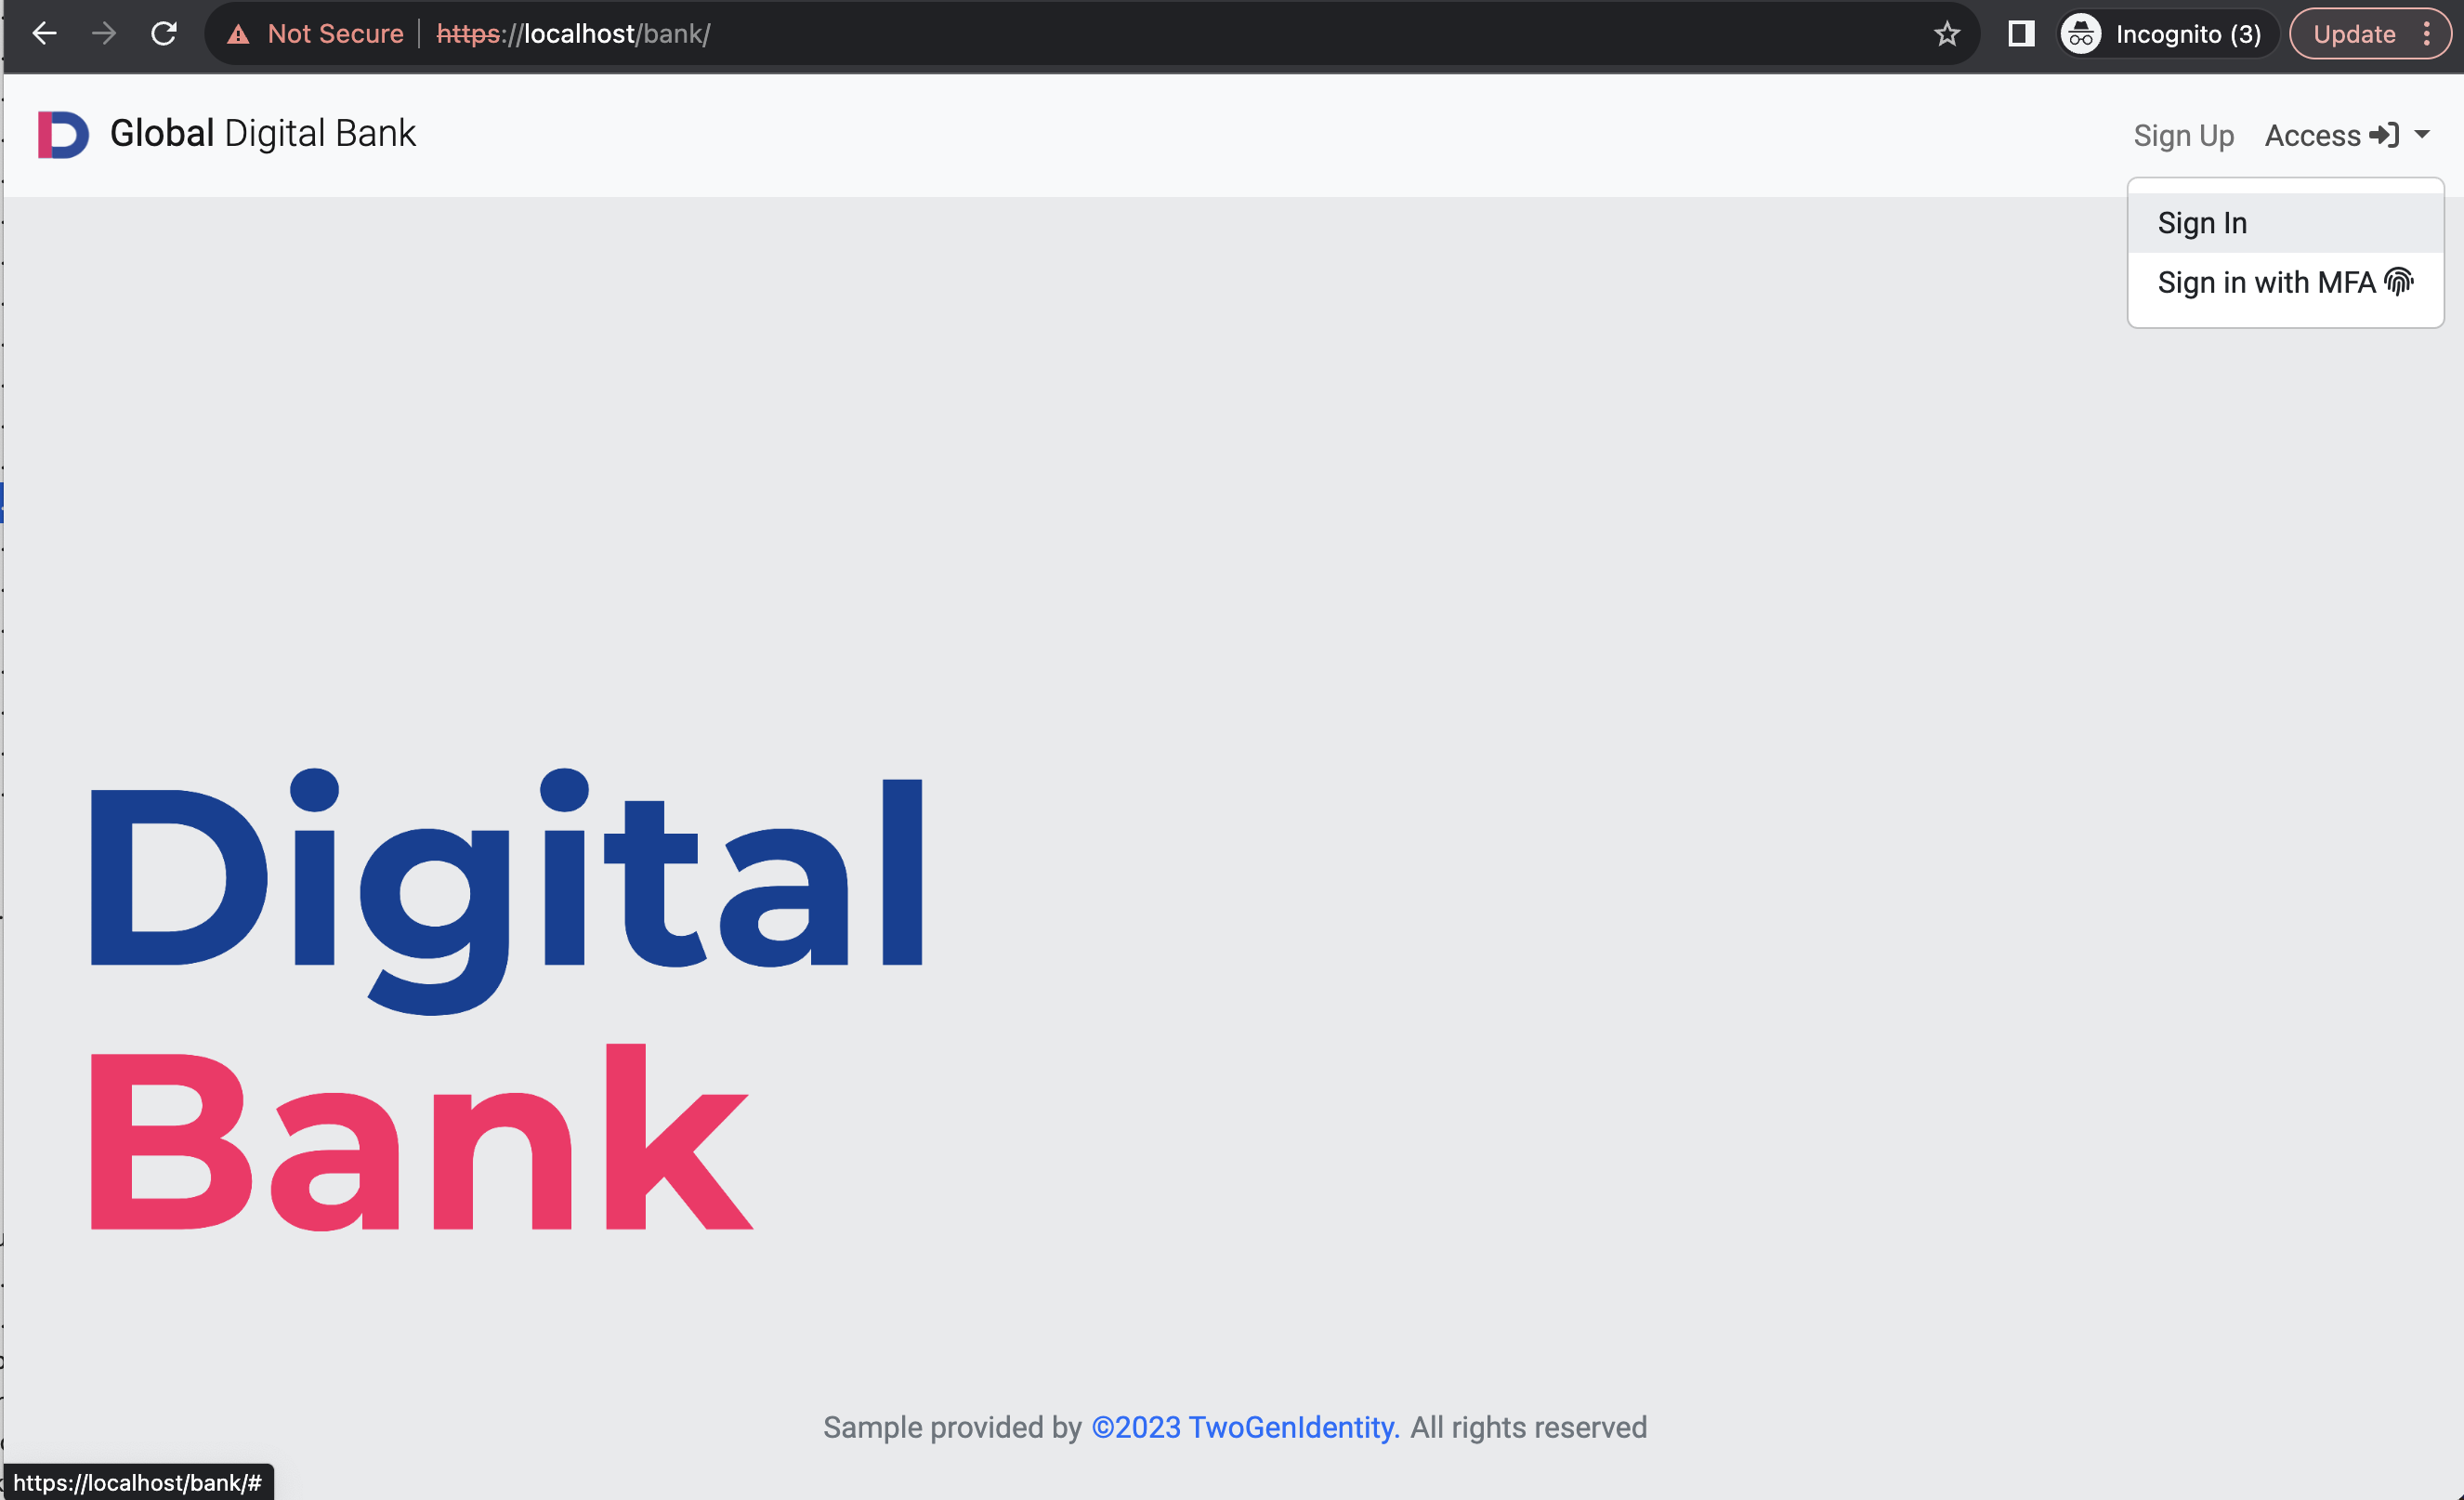 Not Secure https://localhost/bank/ Incognito (3) Update
Global Digital Bank Sign Up Access
Sign In
Sign in with MFA
Digital
Bank
Sample provided by ©2023 TwoGenIdentity. All rights reserved
https://localhost/bank/#